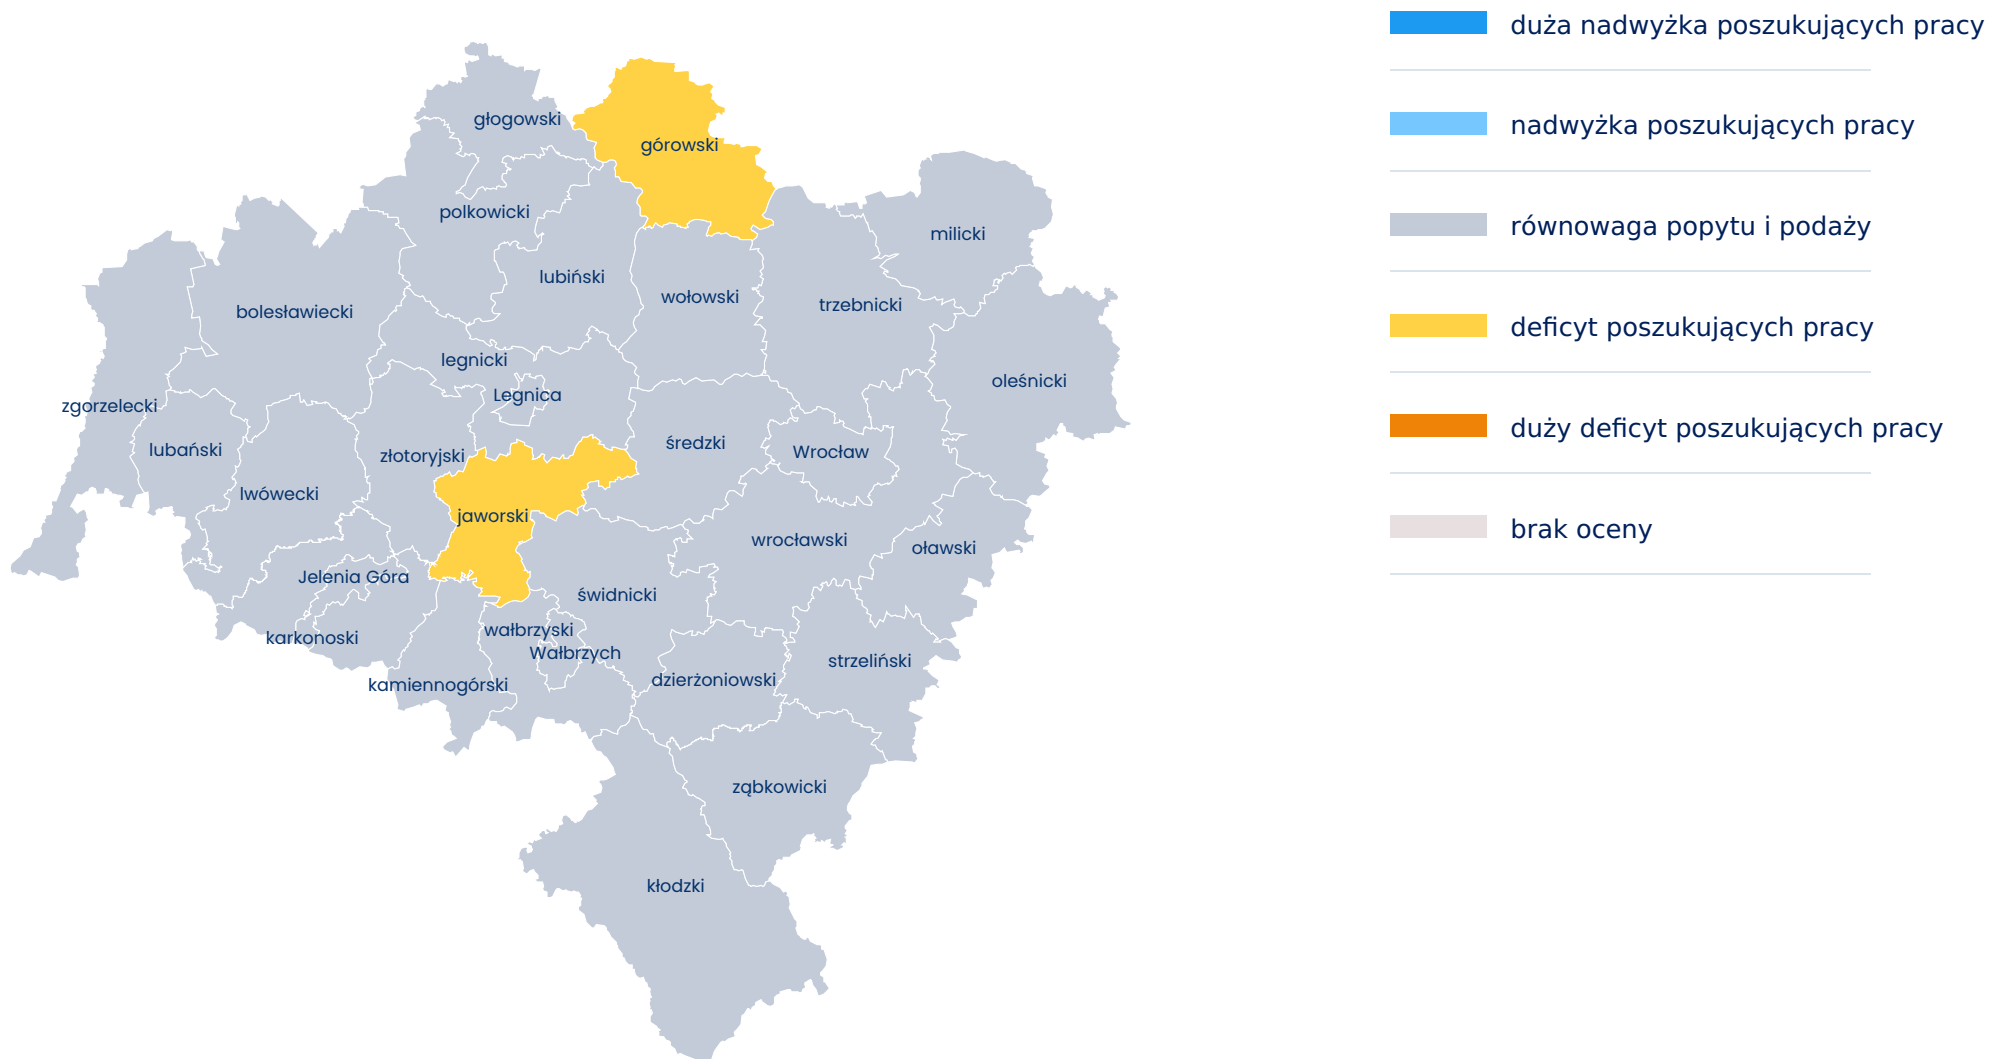 duża nadwyżka poszukujących pracy
nadwyżka poszukujących pracy
równowaga popytu i podaży
deficyt poszukujących pracy
duży deficyt poszukujących pracy
brak oceny
głogowski
górowski
polkowicki
milicki
lubiński
wołowski
trzebnicki
bolesławiecki
legnicki
oleśnicki
Legnica
zgorzelecki
lubański
złotoryjski
średzki
Wrocław
lwówecki
jaworski
wrocławski
oławski
Jelenia Góra
świdnicki
karkonoski
wałbrzyski
Wałbrzych
strzeliński
kamiennogórski
dzierżoniowski
ząbkowicki
kłodzki